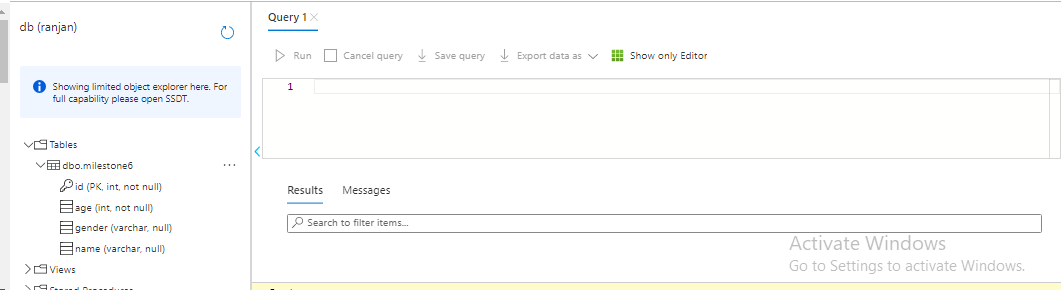 db (ranjan)
Showing limited object explorer here. For
full capability please open SSDT.
Tables
dbo.milestone6
...
id (PK, int, not null)
age (int, not null)
gender (varchar, null)
name (varchar, null)
Views
Stored Procedures
Query 1
Run Cancel query Save query Export data as Show only Editor
1
Results Messages
Search to filter items...
Activate Windows
Go to Settings to activate Windows.